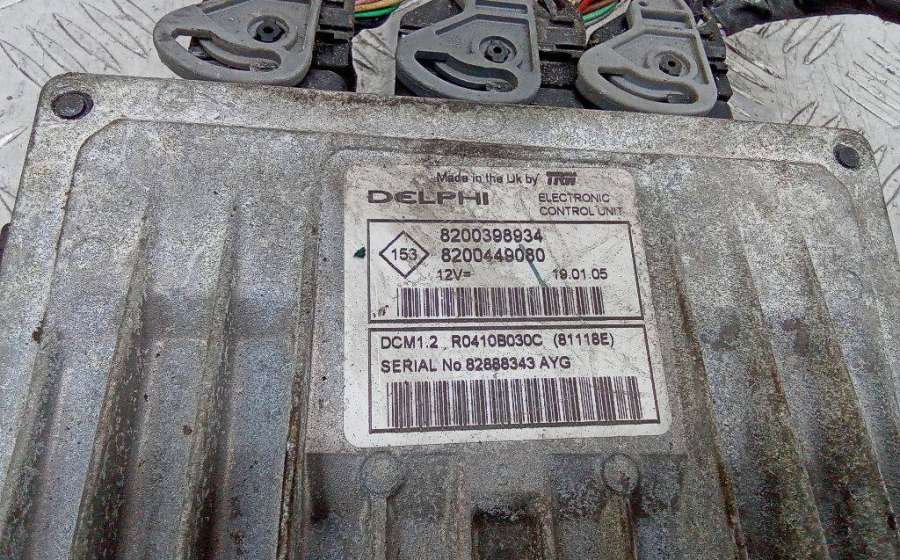 Made in the Uk by TRW
DELPHI
ELECTRONIC
CONTROL UNIT
153
8200398934
8200449080
12V= 19.01.05
DCM1.2 R0410B030C (81118E)
SERIAL No 82888343 AYG